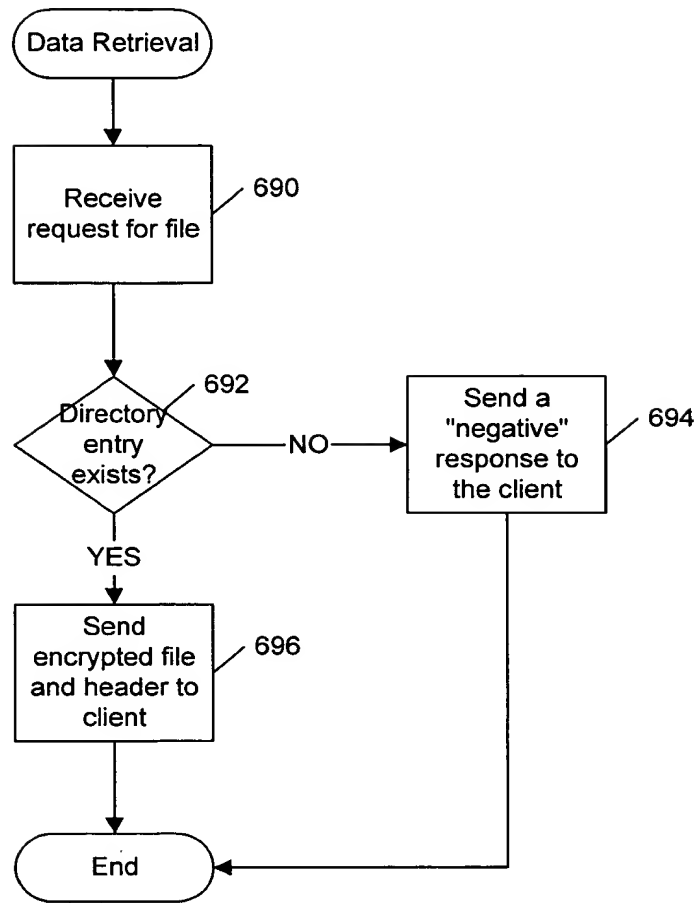 Data Retrieval
Receive
request for file
690
692
Directory
entry
exists?
NO
Send a
"negative"
response to
the client
694
YES
Send
encrypted file
and header to
client
696
End